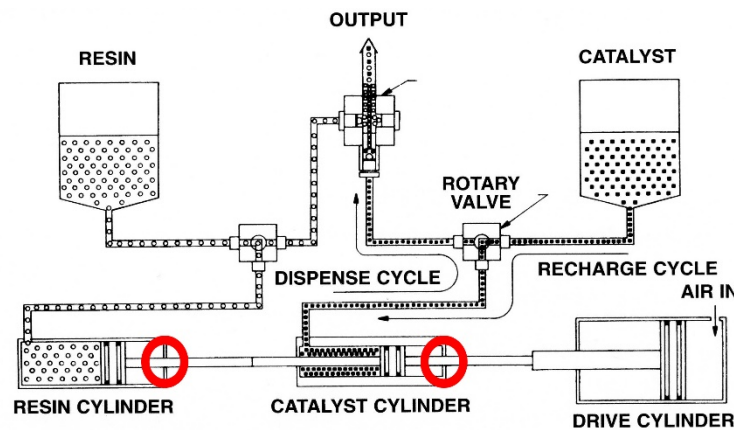 OUTPUT
RESIN
CATALYST
ROTARY
VALVE
DISPENSE CYCLE
RECHARGE CYCLE
AIR IN
RESIN CYLINDER
CATALYST CYLINDER
DRIVE CYLINDER